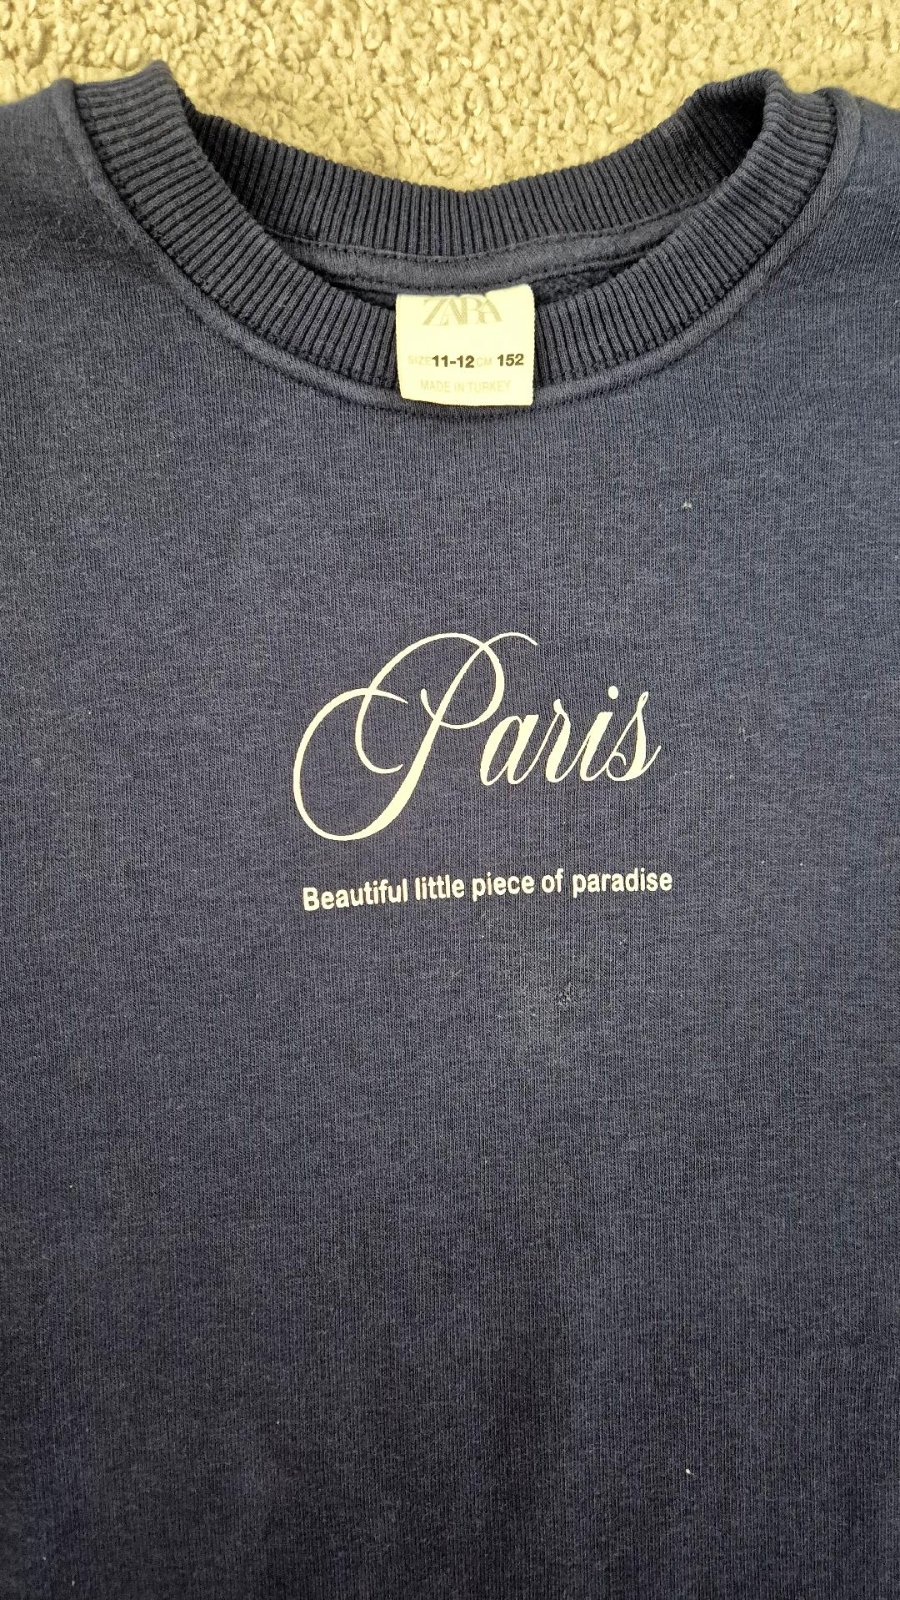 ZARA
SIZE 11-12 CM 152
MADE IN TURKEY
Paris
Beautiful little piece of paradise